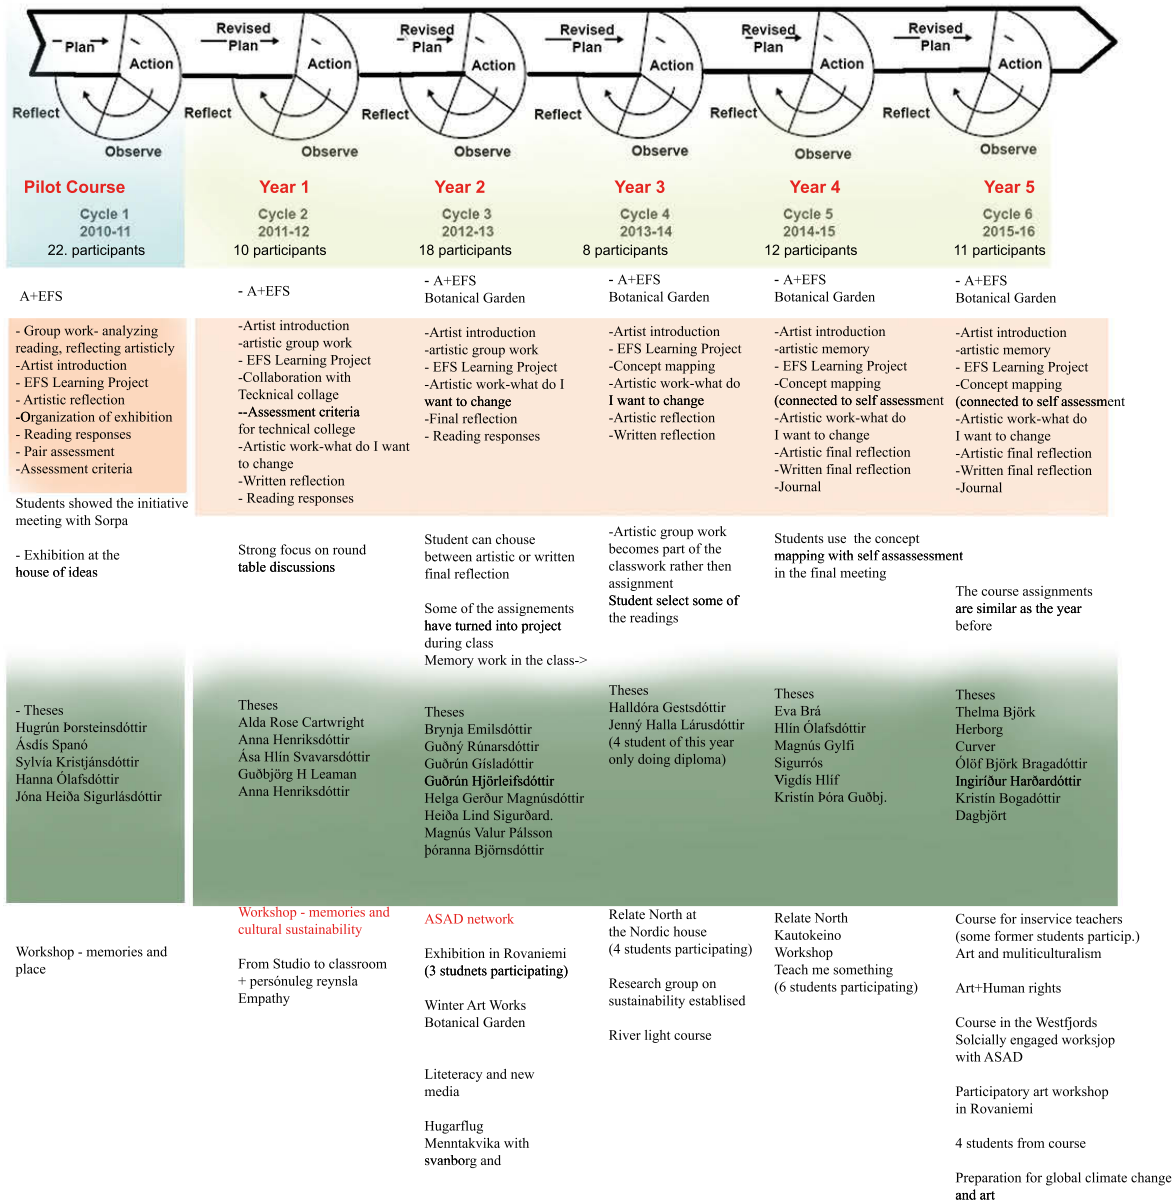 Plan
Action
Reflect
Observe
Revised
Plan
Action
Reflect
Observe
Revised
Plan
Action
Reflect
Observe
Revised
Plan
Action
Reflect
Observe
Revised
Plan
Action
Reflect
Observe
Revised
Plan
Action
Reflect
Observe
Pilot Course
Cycle 1
2010-11
22. participants
A+EFS
- Group work- analyzing
reading, reflecting artisticly
-Artist introduction
- EFS Learning Project
- Artistic reflection
-Organization of exhibition
- Reading responses
- Pair assessment
-Assessment criteria
Students showed the initiative
meeting with Sorpa
- Exhibition at the
house of ideas
- Theses
Hugrún Þorsteinsdóttir
Ásdís Spanó
Sylvía Kristjánsdóttir
Hanna Ólafsdóttir
Jóna Heiða Sigurlásdóttir
Workshop - memories and
place
Year 1
Cycle 2
2011-12
10 participants
- A+EFS
-Artist introduction
-artistic group work
- EFS Learning Project
-Collaboration with
Tecknical collage
--Assessment criteria
for technical college
-Artistic work-what do I want
to change
-Written reflection
- Reading responses
Strong focus on round
table discussions
Theses
Alda Rose Cartwright
Anna Henriksdóttir
Ása Hlín Svavarsdóttir
Guðbjörg H Leaman
Anna Henriksdóttir
Workshop - memories and
cultural sustainability
From Studio to classroom
+ persónuleg reynsla
Empathy
Year 2
Cycle 3
2012-13
18 participants
- A+EFS
Botanical Garden
-Artist introduction
-artistic group work
- EFS Learning Project
-Artistic work-what do I
want to change
-Final reflection
- Reading responses
Student can chouse
between artistic or written
final reflection
Some of the assignements
have turned into project
during class
Memory work in the class->
Theses
Brynja Emilsdóttir
Guðný Rúnarsdóttir
Guðrún Gísladóttir
Guðrún Hjörleifsdóttir
Helga Gerður Magnúsdóttir
Heiða Lind Sigurðard.
Magnús Valur Pálsson
þóranna Björnsdóttir
ASAD network
Exhibition in Rovaniemi
(3 studnets participating)
Winter Art Works
Botanical Garden
Liteteracy and new
media
Hugarflug
Menntakvika with
svanborg and
Year 3
Cycle 4
2013-14
8 participants
- A+EFS
Botanical Garden
-Artist introduction
- EFS Learning Project
-Concept mapping
-Artistic work-what do
I want to change
-Artistic reflection
-Written reflection
-Artistic group work
becomes part of the
classwork rather then
assignment
Student select some of
the readings
Theses
Halldóra Gestsdóttir
Jenný Halla Lárusdóttir
(4 student of this year
only doing diploma)
Relate North at
the Nordic house
(4 students participating)
Research group on
sustainability establised
River light course
Year 4
Cycle 5
2014-15
12 participants
- A+EFS
Botanical Garden
-Artist introduction
-artistic memory
- EFS Learning Project
-Concept mapping
(connected to self assessment
-Artistic work-what do
I want to change
-Artistic final reflection
-Written final reflection
-Journal
Students use the concept
mapping with self assassessment
in the final meeting
Theses
Eva Brá
Hlín Ólafsdóttir
Magnús Gylfi
Sigurrós
Vigdís Hlíf
Kristín Þóra Guðbj.
Relate North
Kautokeino
Workshop
Teach me something
(6 students participating)
Year 5
Cycle 6
2015-16
11 participants
- A+EFS
Botanical Garden
-Artist introduction
-artistic memory
- EFS Learning Project
-Concept mapping
(connected to self assessment
-Artistic work-what do
I want to change
-Artistic final reflection
-Written final reflection
-Journal
The course assignments
are similar as the year
before
Theses
Thelma Björk
Herborg
Curver
Ólöf Björk Bragadóttir
Ingiríður Harðardóttir
Kristín Bogadóttir
Dagbjört
Course for inservice teachers
(some former students particip.)
Art and muliticulturalism
Art+Human rights
Course in the Westfjords
Solcially engaged worksjop
with ASAD
Participatory art workshop
in Rovaniemi
4 students from course
Preparation for global climate change
and art